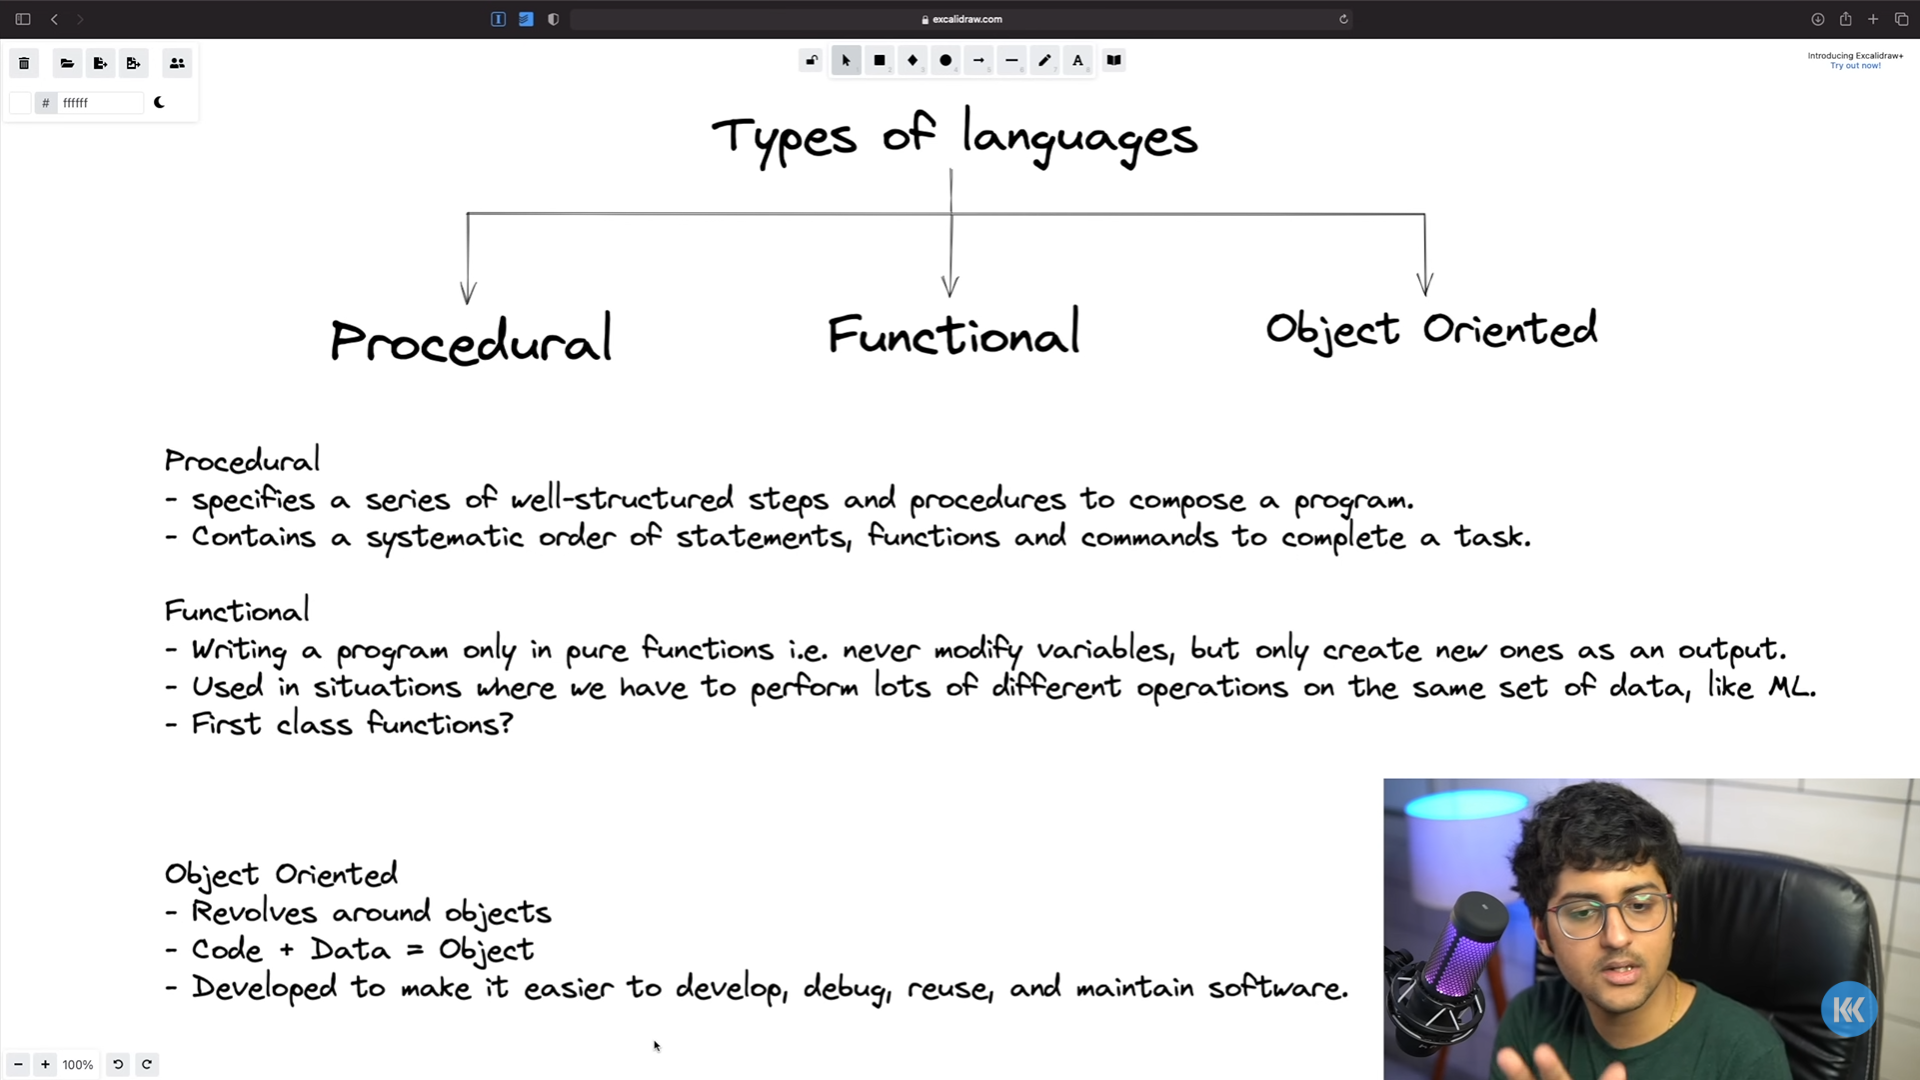 excalidraw.com
Introducing Excalidraw+
Try out now!
# ffffff
A
Types of languages
Procedural
Functional
Object Oriented
Procedural
- specifies a series of well-structured steps and procedures to compose a program.
- Contains a systematic order of statements, functions and commands to complete a task.
Functional
- Writing a program only in pure functions i.e. never modify variables, but only create new ones as an output.
- Used in situations where we have to perform lots of different operations on the same set of data, like ML.
- First class functions?
Object Oriented
- Revolves around objects
- Code + Data = Object
- Developed to make it easier to develop, debug, reuse, and maintain software.
KK
100%